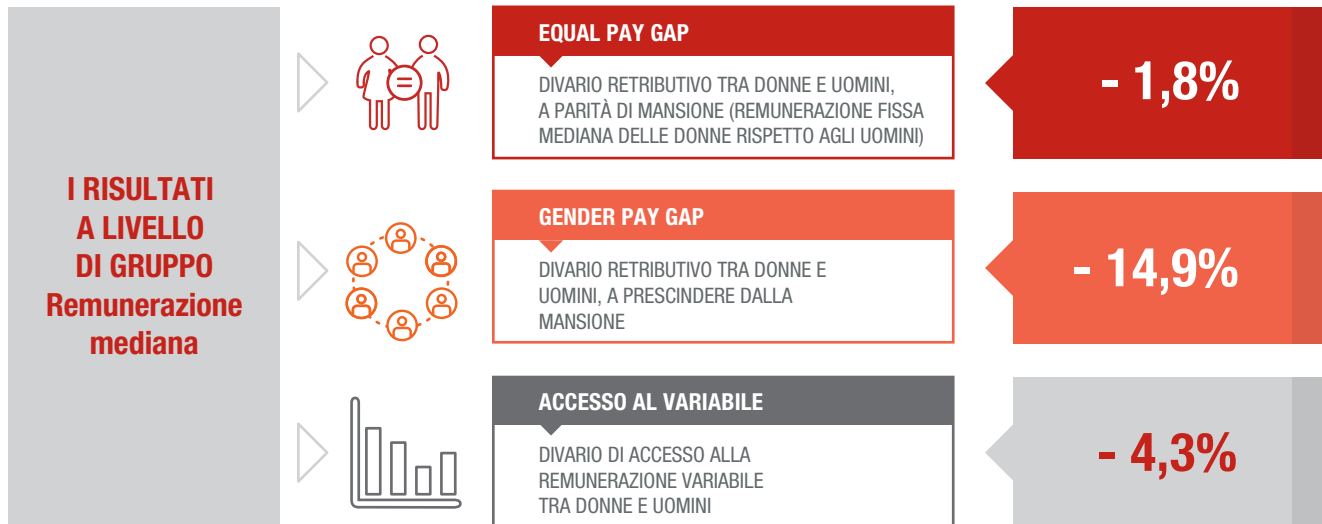 I RISULTATI
A LIVELLO
DI GRUPPO
Remunerazione
mediana
EQUAL PAY GAP
DIVARIO RETRIBUTIVO TRA DONNE E UOMINI,
A PARITÀ DI MANSIONE (REMUNERAZIONE FISSA
MEDIANA DELLE DONNE RISPETTO AGLI UOMINI)
- 1,8%
GENDER PAY GAP
DIVARIO RETRIBUTIVO TRA DONNE E
UOMINI, A PRESCINDERE DALLA
MANSIONE
- 14,9%
ACCESSO AL VARIABILE
DIVARIO DI ACCESSO ALLA
REMUNERAZIONE VARIABILE
TRA DONNE E UOMINI
- 4,3%